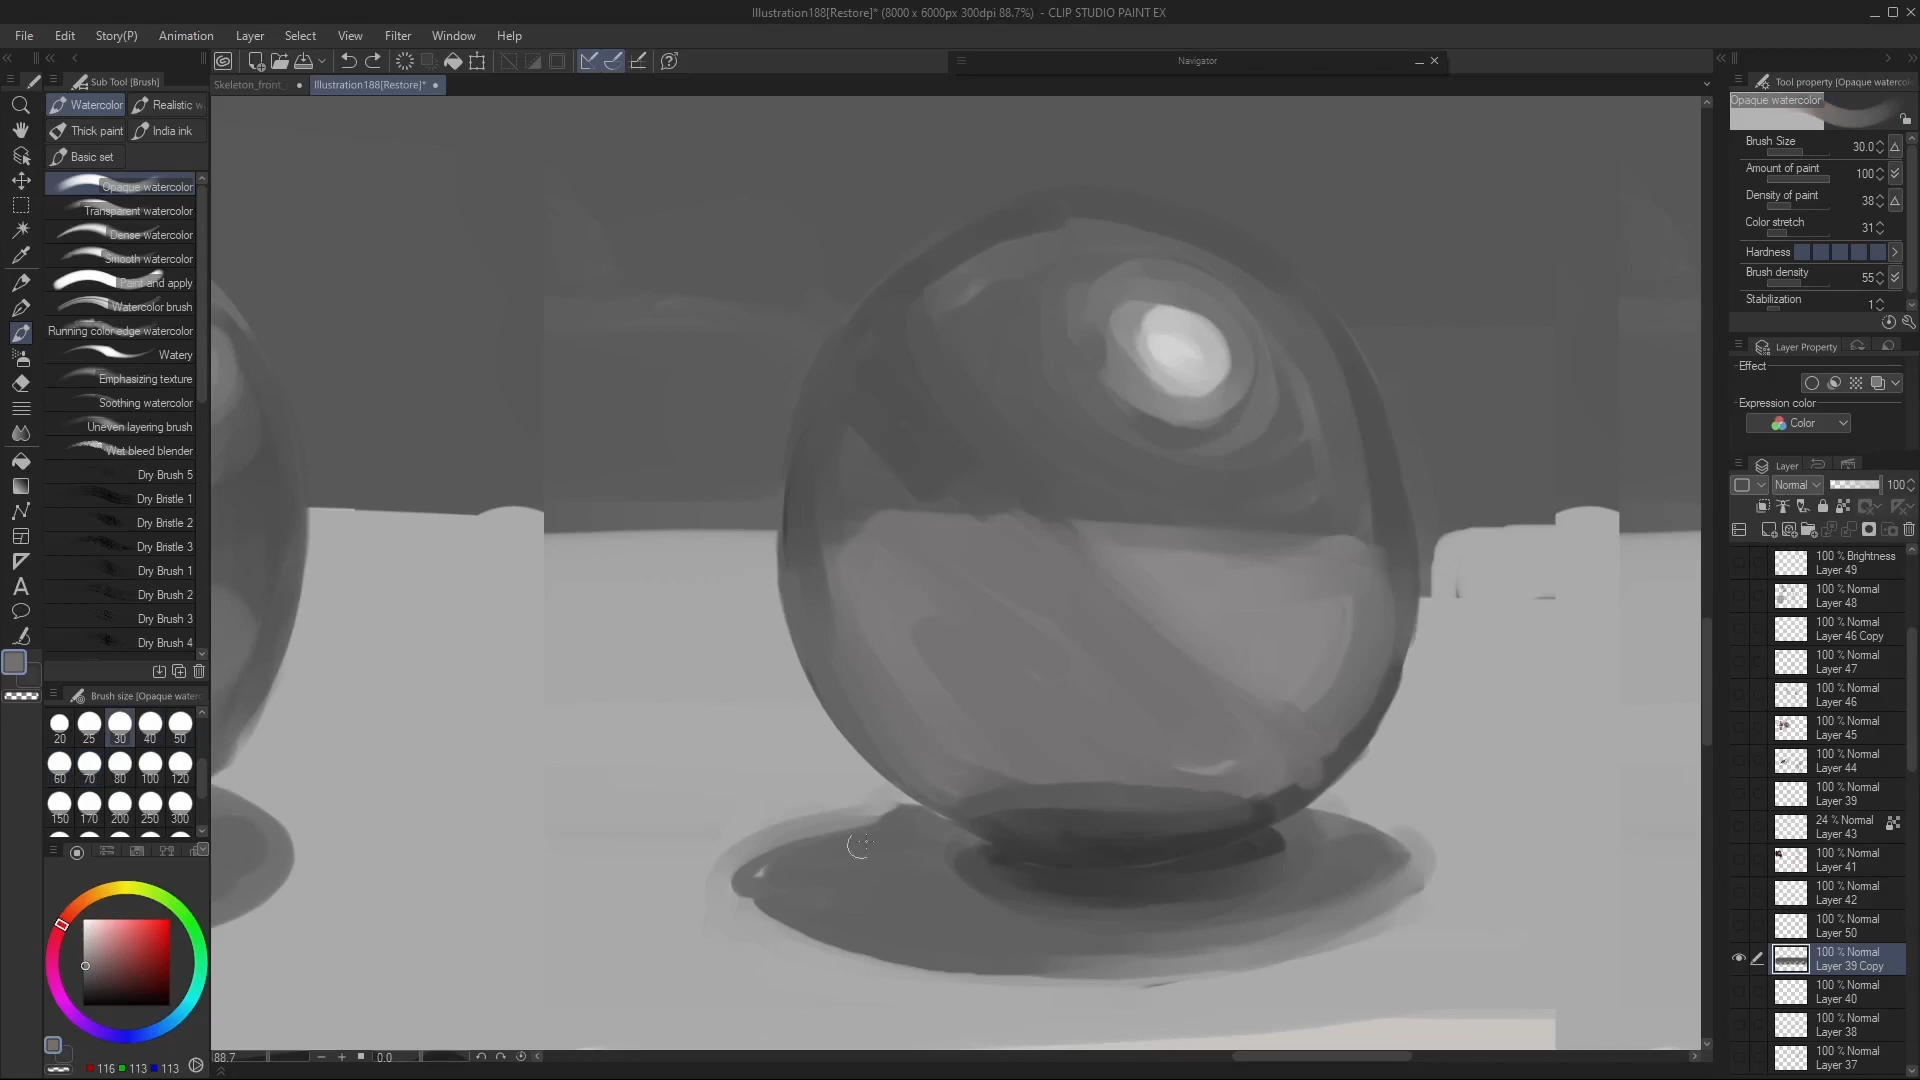 Illustration188[Restore]* (8000 x 6000px 300dpi 88.7%) - CLIP STUDIO PAINT EX
File Edit Story(P) Animation Layer Select View Filter Window Help
Navigator
Sub Tool [Brush]
Skeleton_front_
Illustration188[Restore]*
Watercolor
Realistic w
Thick paint
India ink
Basic set
Opaque watercolor
Transparent watercolor
Dense watercolor
Smooth watercolor
Paint and apply
Watercolor brush
Running color edge watercolor
Watery
Emphasizing texture
Soothing watercolor
Uneven layering brush
Wet bleed blender
Dry Brush 5
Dry Bristle 1
Dry Bristle 2
Dry Bristle 3
Dry Brush 1
Dry Brush 2
Dry Brush 3
Dry Brush 4
Brush size [Opaque waterc
20 25 30 40 50
60 70 80 100 120
150 170 200 250 300
116 113 113
88.7
0.0
Tool property [Opaque watercolo
Opaque watercolor
Brush Size 30.0
Amount of paint 100
Density of paint 38
Color stretch 31
Hardness
Brush density 55
Stabilization 1
Layer Property
Effect
Expression color
Color
Layer
Normal 100
100 % Brightness
Layer 49
100 % Normal
Layer 48
100 % Normal
Layer 46 Copy
100 % Normal
Layer 47
100 % Normal
Layer 46
100 % Normal
Layer 45
100 % Normal
Layer 44
100 % Normal
Layer 39
24 % Normal
Layer 43
100 % Normal
Layer 41
100 % Normal
Layer 42
100 % Normal
Layer 50
100 % Normal
Layer 39 Copy
100 % Normal
Layer 40
100 % Normal
Layer 38
100 % Normal
Layer 37